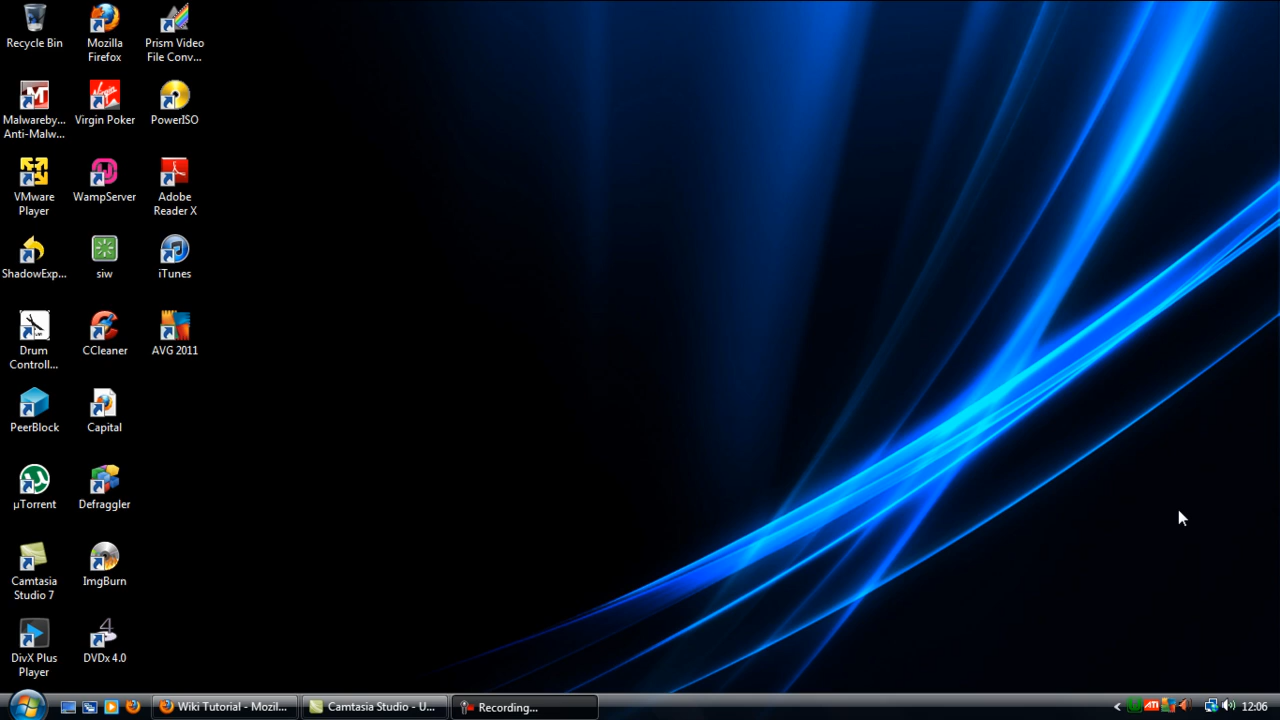 Recycle Bin
Mozilla
Firefox
Prism Video
File Conv...
Malwareby...
Anti-Malw...
Virgin Poker
PowerISO
VMware
Player
WampServer
Adobe
Reader X
ShadowExp...
siw
iTunes
Drum
Controll...
CCleaner
AVG 2011
PeerBlock
Capital
µTorrent
Defraggler
Camtasia
Studio 7
ImgBurn
DivX Plus
Player
DVDx 4.0
Wiki Tutorial - Mozil...
Camtasia Studio - U...
Recording...
ATI
12:06